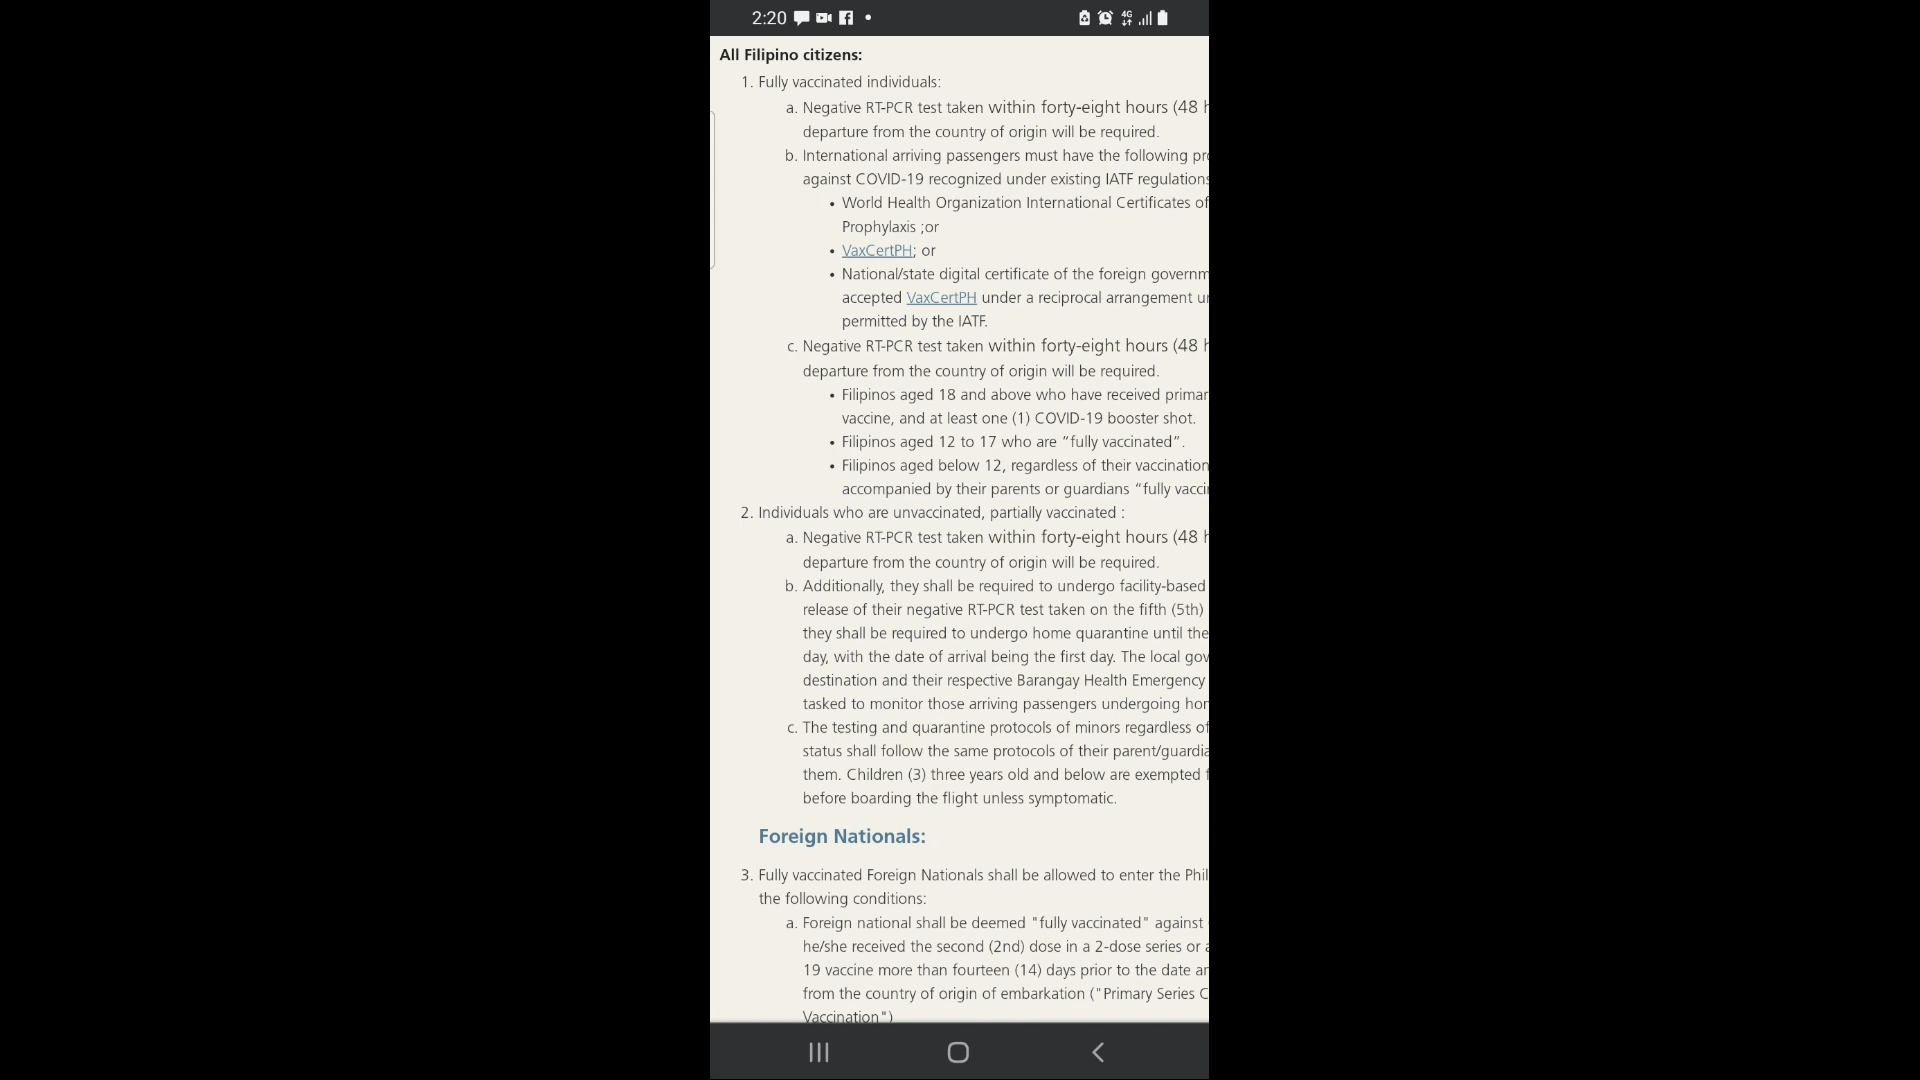 2:20
4G
All Filipino citizens:
1. Fully vaccinated individuals:
a. Negative RT-PCR test taken within forty-eight hours (48
departure from the country of origin will be required.
b. International arriving passengers must have the following
against COVID-19 recognized under existing IATF regulations
World Health Organization International Certificates of
Prophylaxis ;or
VaxCertPH; or
National/state digital certificate of the foreign
accepted VaxCertPH under a reciprocal arrangement
permitted by the IATF.
c. Negative RT-PCR test taken within forty-eight hours (48
departure from the country of origin will be required.
Filipinos aged 18 and above who have received
vaccine, and at least one (1) COVID-19 booster shot.
Filipinos aged 12 to 17 who are “fully vaccinated”.
Filipinos aged below 12, regardless of their vaccination
accompanied by their parents or guardians “fully
2. Individuals who are unvaccinated, partially vaccinated :
a. Negative RT-PCR test taken within forty-eight hours (48
departure from the country of origin will be required.
b. Additionally, they shall be required to undergo facility-based
release of their negative RT-PCR test taken on the fifth (5th)
they shall be required to undergo home quarantine until the
day, with the date of arrival being the first day. The local
destination and their respective Barangay Health Emergency
tasked to monitor those arriving passengers undergoing
c. The testing and quarantine protocols of minors regardless of
status shall follow the same protocols of their
them. Children (3) three years old and below are exempted
before boarding the flight unless symptomatic.
Foreign Nationals:
3. Fully vaccinated Foreign Nationals shall be allowed to enter the
the following conditions:
a. Foreign national shall be deemed "fully vaccinated" against
he/she received the second (2nd) dose in a 2-dose series or
19 vaccine more than fourteen (14) days prior to the date
from the country of origin of embarkation ("Primary Series
Vaccination")